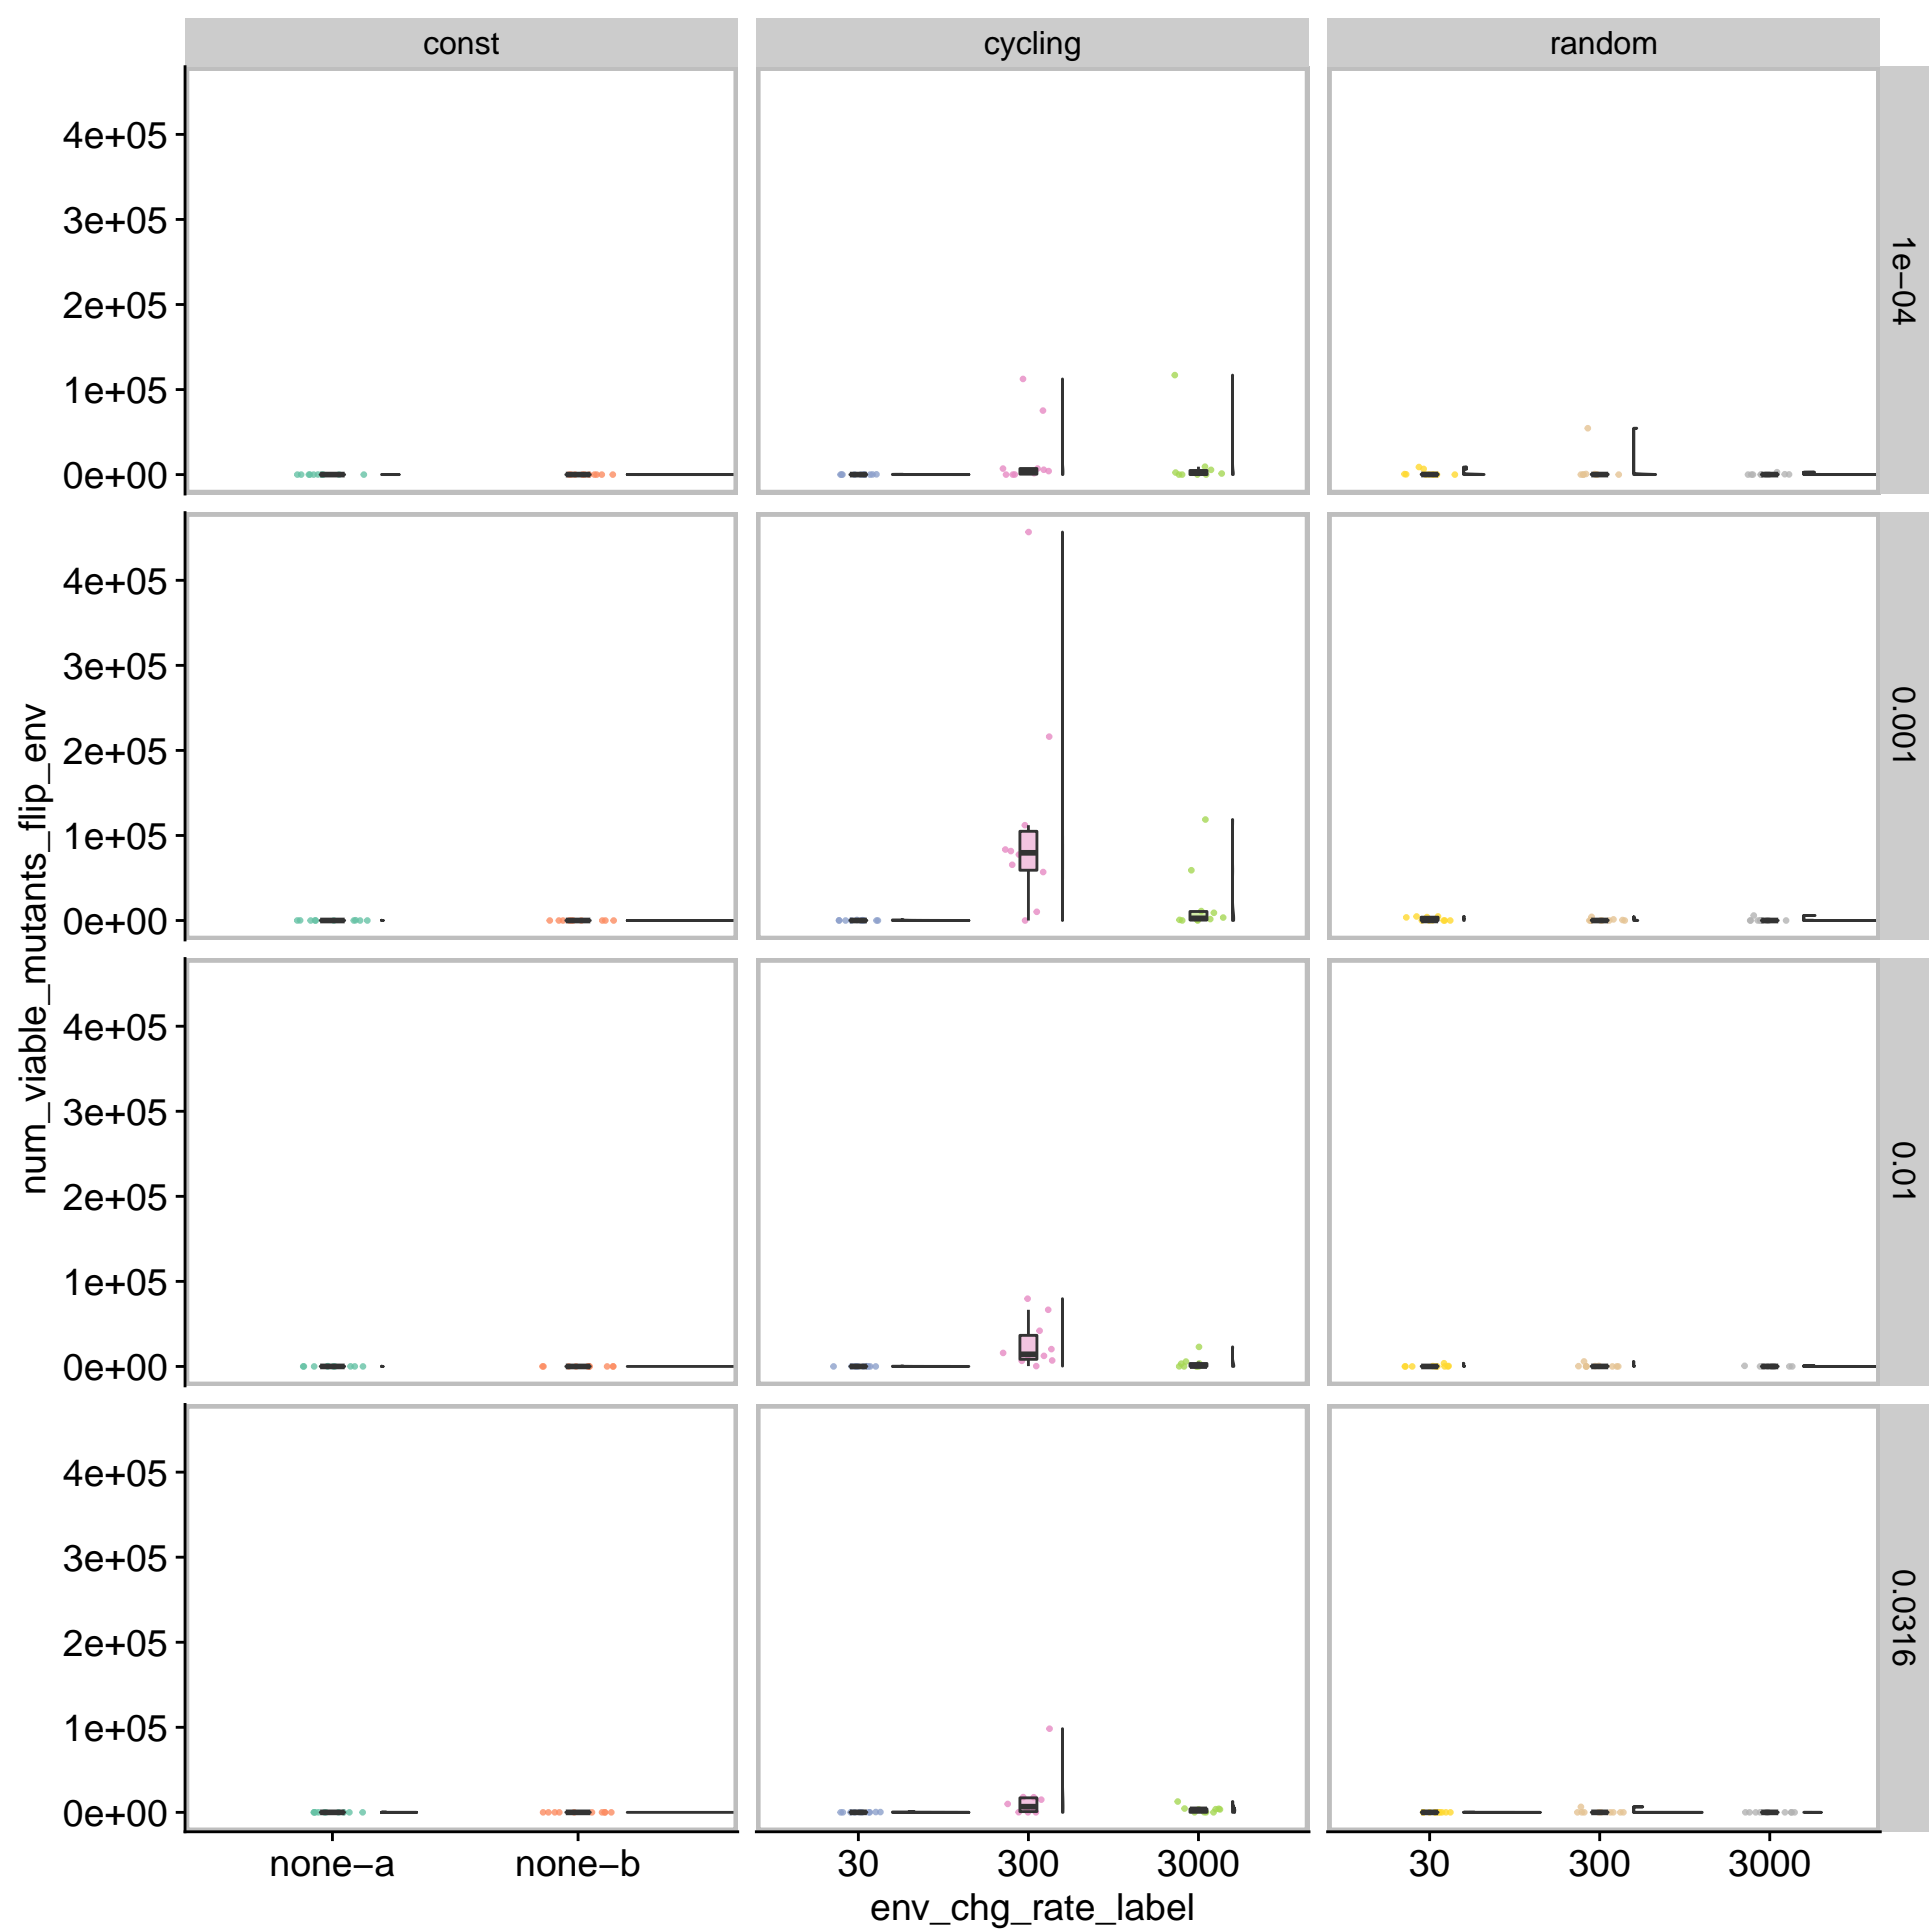 const
cycling
random
4e+05
3e+05
2e+05
1e+05
0e+00
1e−04
4e+05
3e+05
2e+05
1e+05
0e+00
0.001
4e+05
3e+05
2e+05
1e+05
0e+00
0.01
4e+05
3e+05
2e+05
1e+05
0e+00
0.0316
num_viable_mutants_flip_env
none−a
none−b
30
300
3000
30
300
3000
env_chg_rate_label